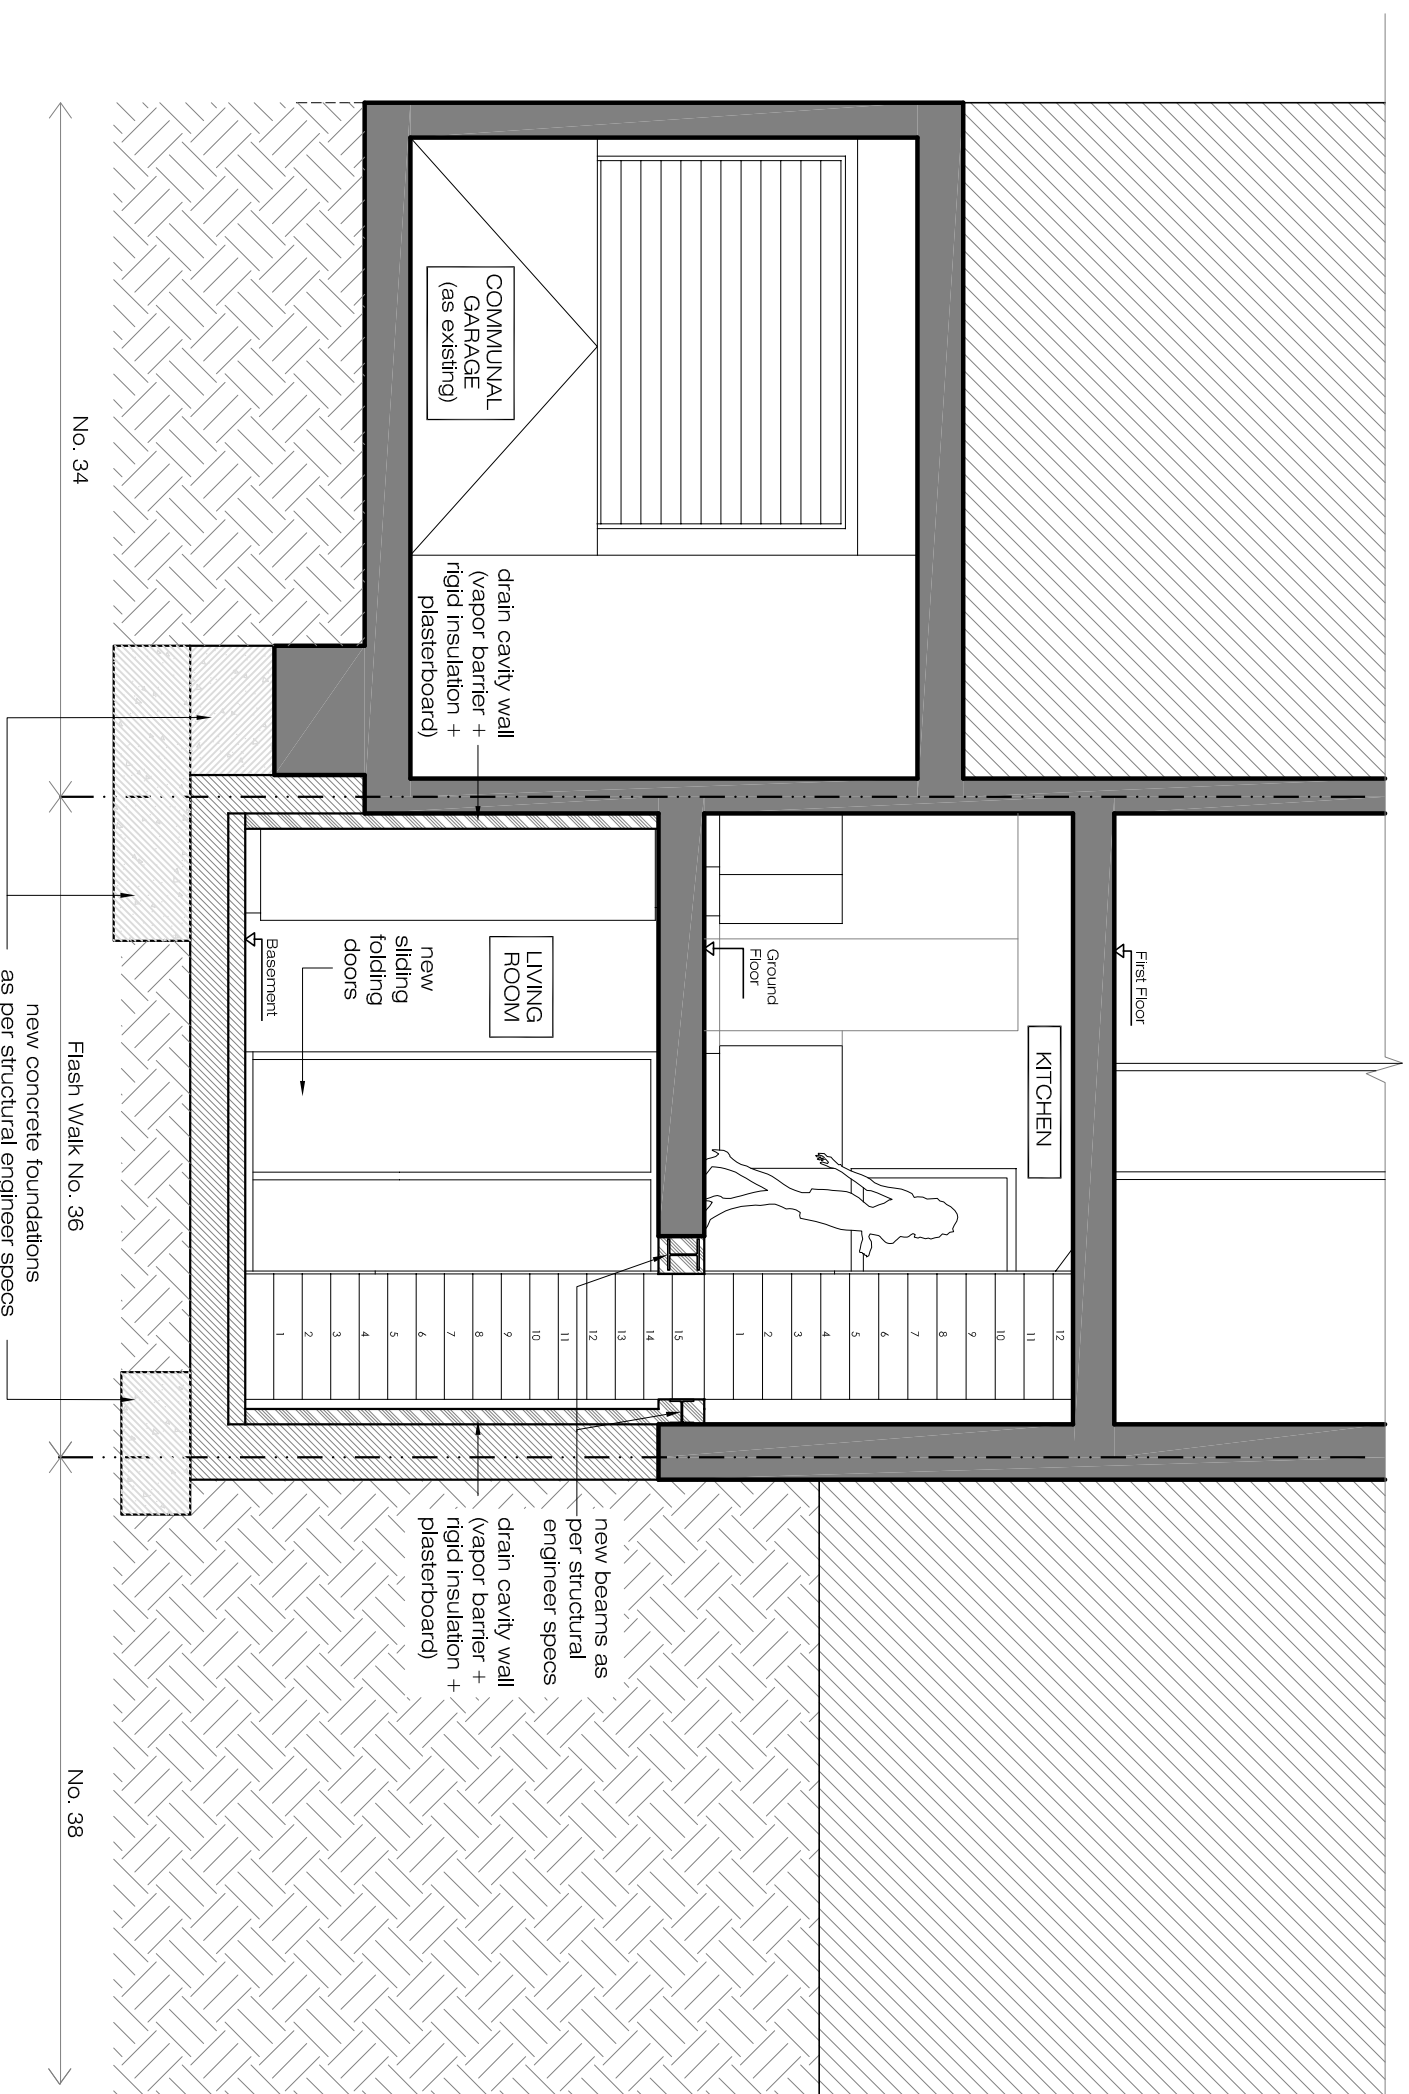 First Floor
KITCHEN
Ground
Floor
12
11
10
9
8
7
6
5
4
3
2
1
COMMUNAL
GARAGE
(as existing)
drain cavity wall
(vapor barrier +
rigid insulation +
plasterboard)
LIVING
ROOM
new
sliding
folding
doors
Basement
15
14
13
12
11
10
9
8
7
6
5
4
3
2
1
new beams as
per structural
engineer specs
drain cavity wall
(vapor barrier +
rigid insulation +
plasterboard)
No. 34
Flash Walk No. 36
No. 38
new concrete foundations
as per structural engineer specs